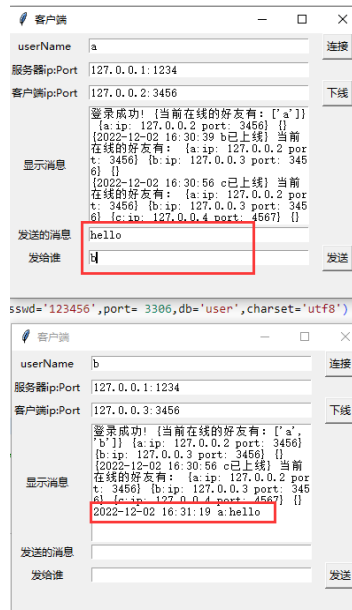 客户端
userName a 连接
服务器ip:Port 127.0.0.1:1234
客户端ip:Port 127.0.0.2:3456 下线
显示消息
登录成功! {当前在线的好友有: ['a']}
{a:ip: 127.0.0.2 port: 3456} {}
{2022-12-02 16:30:39 b已上线} 当前
在线的好友有: {a:ip: 127.0.0.2 por
t: 3456} {b:ip: 127.0.0.3 port: 345
6} {}
{2022-12-02 16:30:56 c已上线} 当前
在线的好友有: {a:ip: 127.0.0.2 por
t: 3456} {b:ip: 127.0.0.3 port: 345
6} {c:ip: 127.0.0.4 port: 4567} {}
发送的消息 hello
发给谁 b 发送
sswd='123456',port= 3306,db='user',charset='utf8')
客户端
userName b 连接
服务器ip:Port 127.0.0.1:1234
客户端ip:Port 127.0.0.3:3456 下线
显示消息
登录成功! {当前在线的好友有: ['a',
'b']} {a:ip: 127.0.0.2 port: 3456}
{b:ip: 127.0.0.3 port: 3456} {}
{2022-12-02 16:30:56 c已上线} 当前
在线的好友有: {a:ip: 127.0.0.2 por
t: 3456} {b:ip: 127.0.0.3 port: 345
6} {c:ip: 127.0.0.4 port: 4567} {}
2022-12-02 16:31:19 a:hello
发送的消息
发给谁 发送